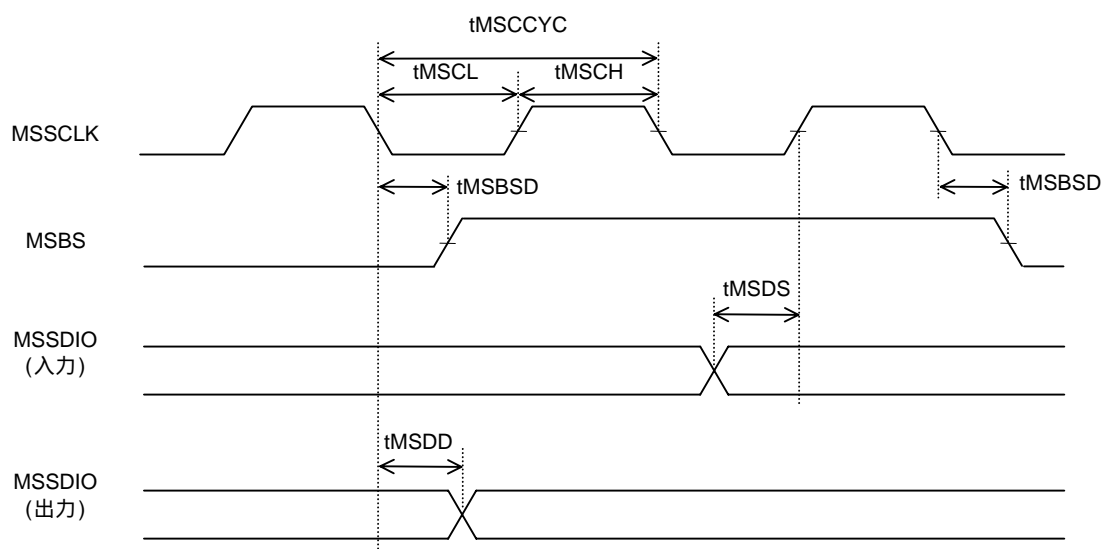 tMSCCYC
tMSCL
tMSCH
MSSCLK
tMSBSD
tMSBSD
MSBS
tMSDS
MSSDIO
(入力)
tMSDD
MSSDIO
(出力)